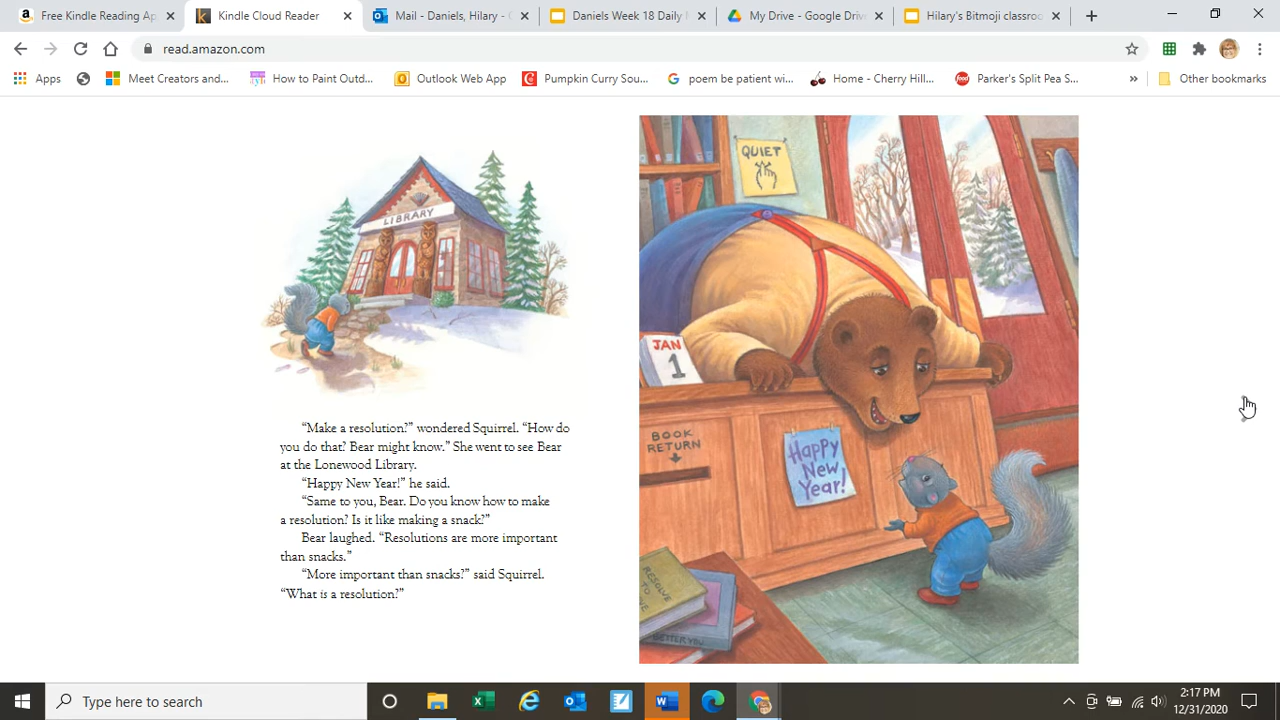 Free Kindle Reading Ap
Kindle Cloud Reader
Mail - Daniels, Hilary -
Daniels Week 18 Daily
My Drive - Google Driv
Hilary's Bitmoji classroo
read.amazon.com
Apps
Meet Creators and...
How to Paint Outd...
Outlook Web App
Pumpkin Curry Sou...
poem be patient wi...
Home - Cherry Hill...
Parker's Split Pea S...
»
Other bookmarks
LIBRARY
“Make a resolution?” wondered Squirrel. “How do
you do that? Bear might know.” She went to see Bear
at the Lonewood Library.
“Happy New Year!” he said.
“Same to you, Bear. Do you know how to make
a resolution? Is it like making a snack?”
Bear laughed. “Resolutions are more important
than snacks.”
“More important than snacks?” said Squirrel.
“What is a resolution?”
QUIET
JAN
1
BOOK
RETURN
Happy
New
Year!
RESOLVE
TO
BETTER YOU
Type here to search
2:17 PM
12/31/2020